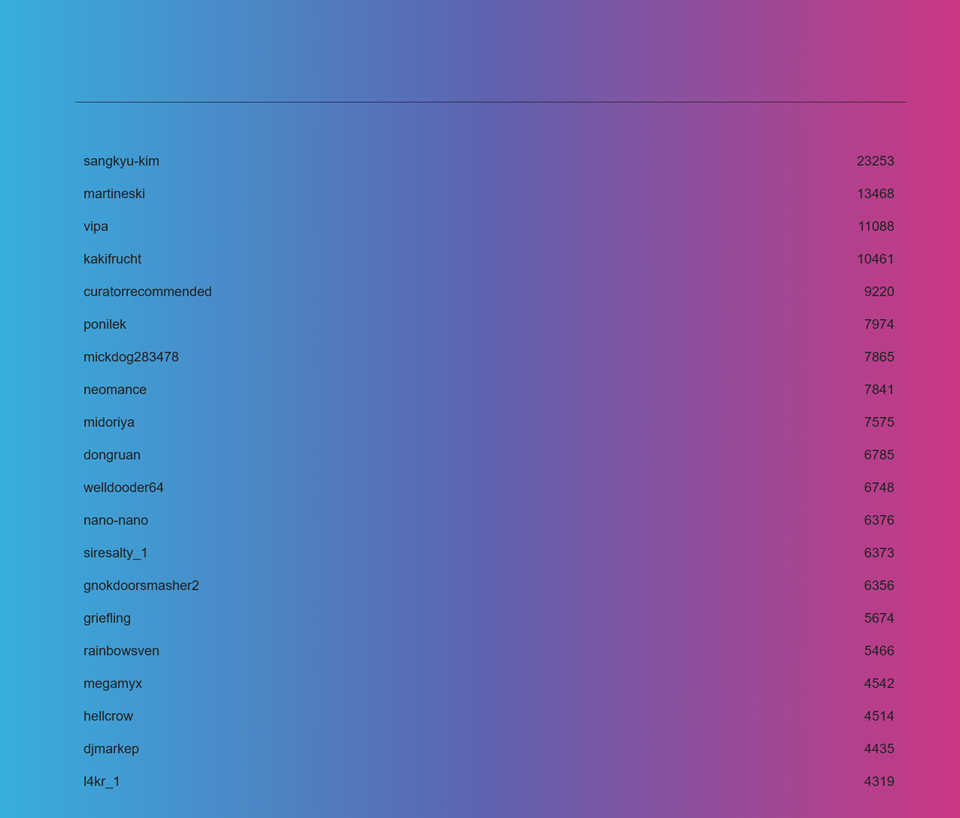 sangkyu-kim 23253
martineski 13468
vipa 11088
kakifrucht 10461
curatorrecommended 9220
ponilek 7974
mickdog283478 7865
neomance 7841
midoriya 7575
dongruan 6785
welldooder64 6748
nano-nano 6376
siresalty_1 6373
gnokdoorsmasher2 6356
griefling 5674
rainbowsven 5466
megamyx 4542
hellcrow 4514
djmarkep 4435
l4kr_1 4319